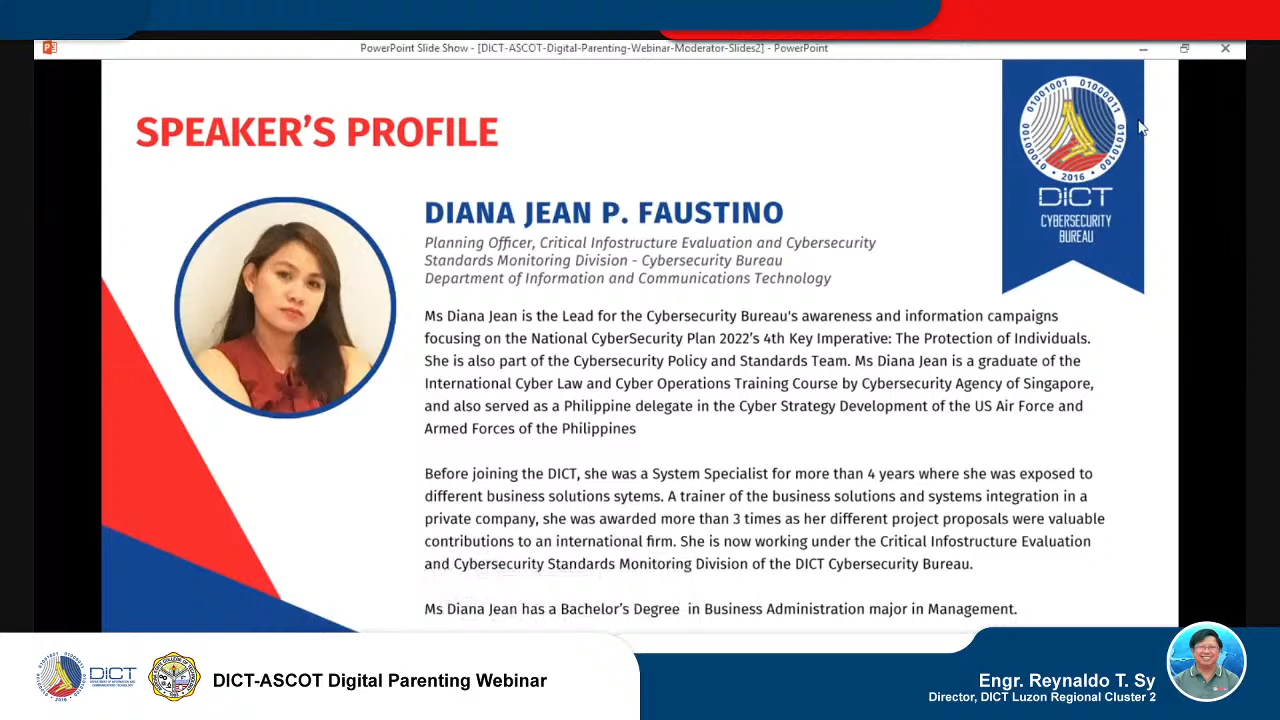 PowerPoint Slide Show - [DICT-ASCOT-Digital-Parenting-Webinar-Moderator-Slides2] - PowerPoint
SPEAKER'S PROFILE
01001001 01000011
01000100 0101010
2016
DICT
CYBERSECURITY
BUREAU
DIANA JEAN P. FAUSTINO
Planning Officer, Critical Infostructure Evaluation and Cybersecurity
Standards Monitoring Division - Cybersecurity Bureau
Department of Information and Communications Technology
Ms Diana Jean is the Lead for the Cybersecurity Bureau's awareness and information campaigns
focusing on the National CyberSecurity Plan 2022's 4th Key Imperative: The Protection of Individuals.
She is also part of the Cybersecurity Policy and Standards Team. Ms Diana Jean is a graduate of the
International Cyber Law and Cyber Operations Training Course by Cybersecurity Agency of Singapore,
and also served as a Philippine delegate in the Cyber Strategy Development of the US Air Force and
Armed Forces of the Philippines
Before joining the DICT, she was a System Specialist for more than 4 years where she was exposed to
different business solutions sytems. A trainer of the business solutions and systems integration in a
private company, she was awarded more than 3 times as her different project proposals were valuable
contributions to an international firm. She is now working under the Critical Infostructure Evaluation
and Cybersecurity Standards Monitoring Division of the DICT Cybersecurity Bureau.
Ms Diana Jean has a Bachelor's Degree in Business Administration major in Management.
DICT
DICT-ASCOT Digital Parenting Webinar
Engr. Reynaldo T. Sy
Director, DICT Luzon Regional Cluster 2